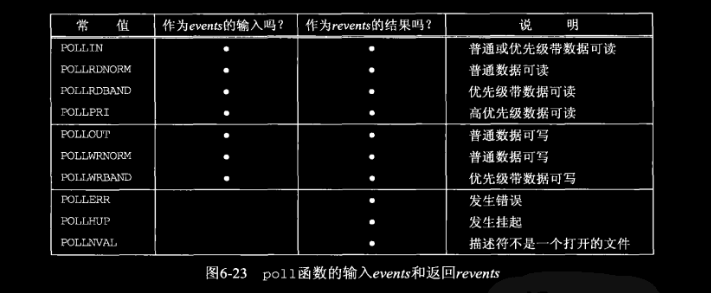 常 值 作为events的输入吗？ 作为revents的结果吗？ 说 明
POLLIN • • 普通或优先级带数据可读
POLLRDNORM • • 普通数据可读
POLLRDBAND • • 优先级带数据可读
POLLPRI • • 高优先级数据可读
POLLOUT • • 普通数据可写
POLLWRNORM • • 普通数据可写
POLLWRBAND • • 优先级带数据可写
POLLERR • 发生错误
POLLHUP • 发生挂起
POLLNVAL • 描述符不是一个打开的文件
图6-23 poll函数的输入events和返回revents